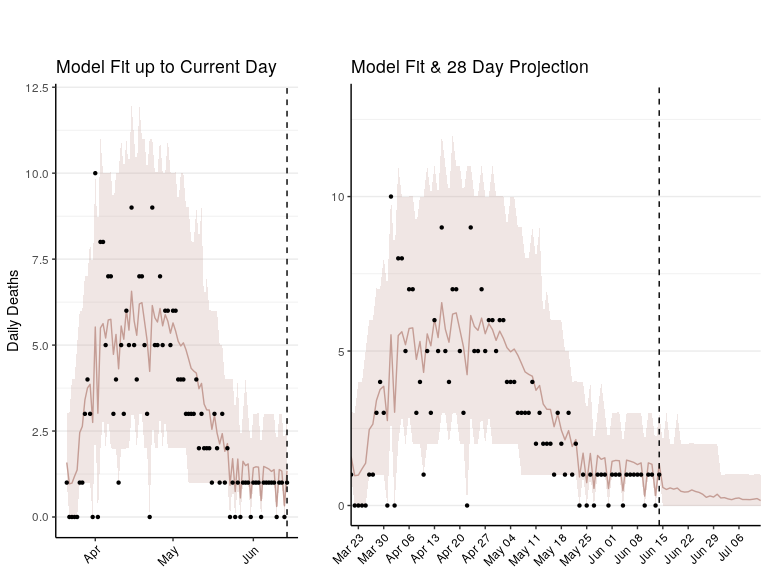 Model Fit up to Current Day
Model Fit & 28 Day Projection
Daily Deaths
12.5
10.0
7.5
5.0
2.5
0.0
Apr
May
Jun
10
5
0
Mar 23
Mar 30
Apr 06
Apr 13
Apr 20
Apr 27
May 04
May 11
May 18
May 25
Jun 01
Jun 08
Jun 15
Jun 22
Jun 29
Jul 06